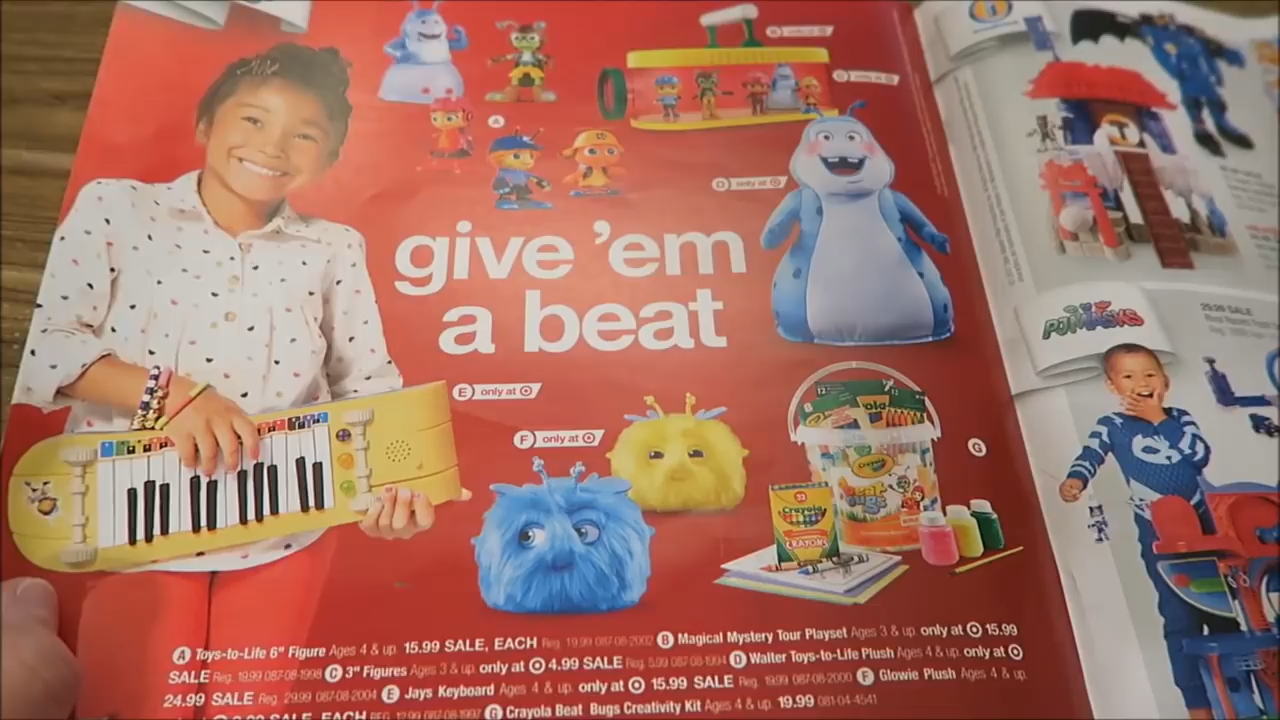 only at
give 'em
a beat
E only at
F only at
G
A
D only at
PJMASKS
29.99 SALE
Crayola
beat bugs
Crayola
CRAYONS
A Toys-to-Life 6" Figure Ages 4 & up. 15.99 SALE, EACH Reg. 19.99 087-08-2002 B Magical Mystery Tour Playset Ages 3 & up. only at 15.99
SALE Reg. 19.99 087-08-1998 C 3" Figures Ages 3 & up. only at 4.99 SALE Reg. 5.99 087-08-1994 D Walter Toys-to-Life Plush Ages 4 & up. only at
24.99 SALE Reg. 29.99 087-08-2004 E Jays Keyboard Ages 4 & up. only at 15.99 SALE Reg. 19.99 087-08-2000 F Glowie Plush Ages 4 & up.
SALE, EACH REG. 12.99 087-08-1997 G Crayola Beat Bugs Creativity Kit Ages 4 & up. 19.99 081-04-4541